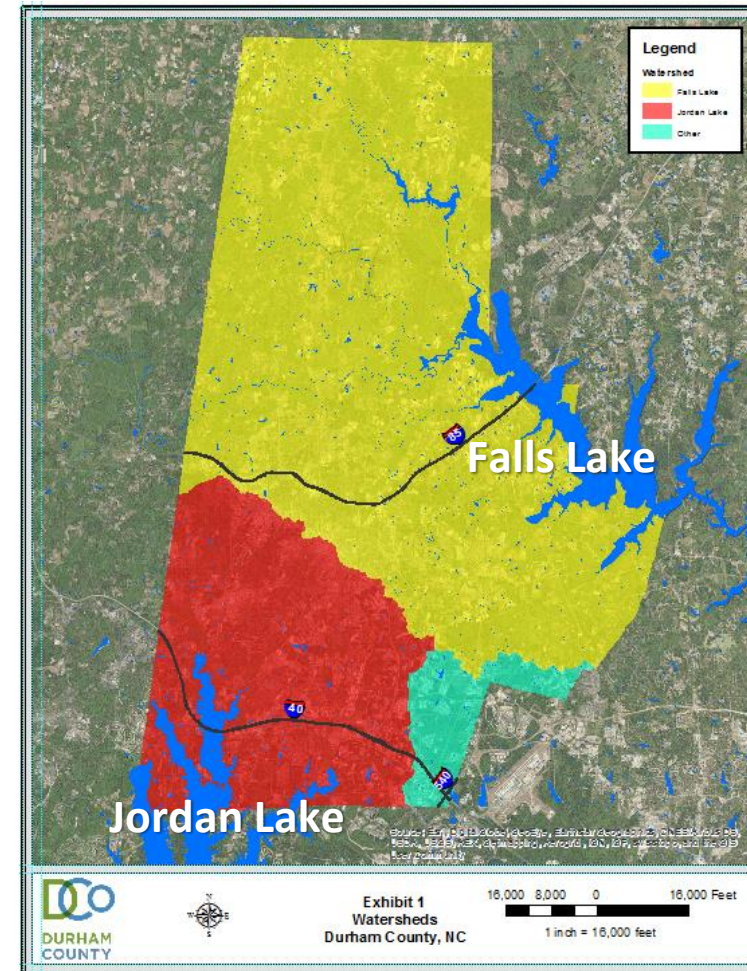 Legend
Watershed
Falls Lake
Jordan Lake
Other
85
Falls Lake
40
540
Jordan Lake
DCO
DURHAM
COUNTY
N
W E
S
Exhibit 1
Watersheds
Durham County, NC
16,000 8,000 0 16,000 Feet
1 inch = 16,000 feet